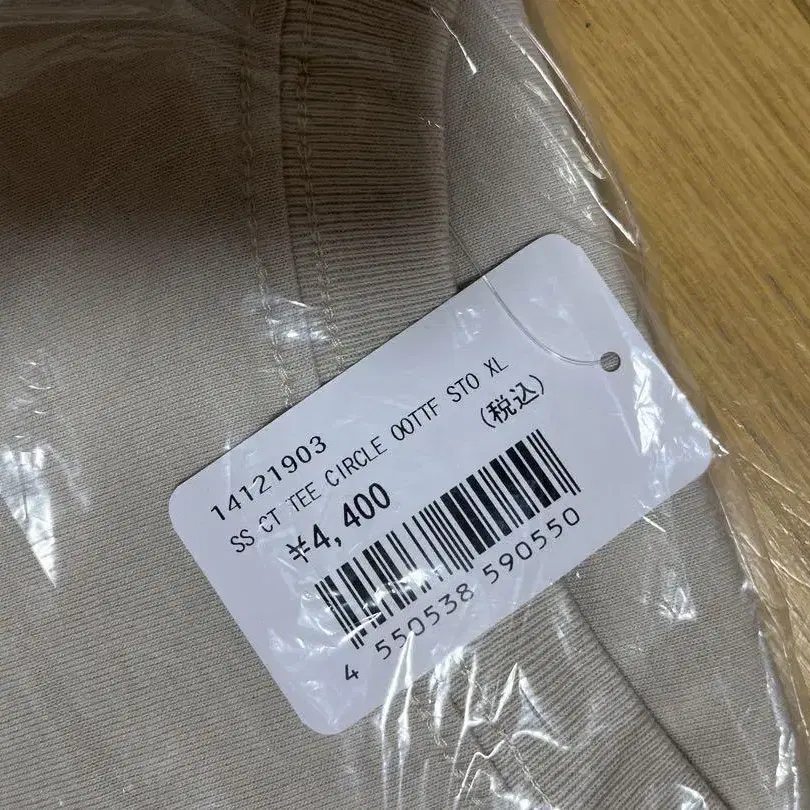 14121903
SS CT TEE CIRCLE OOTTF STO XL
¥4,400 (税込)
4 550538 590550